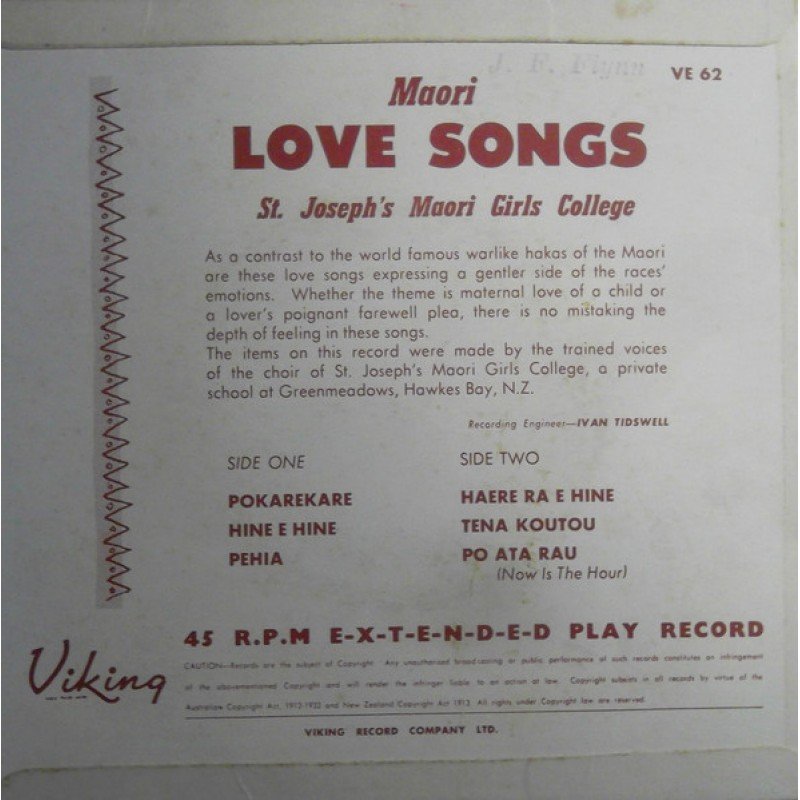 J. F. Flynn
VE 62
Maori
LOVE SONGS
St. Joseph's Maori Girls College
As a contrast to the world famous warlike hakas of the Maori
are these love songs expressing a gentler side of the races'
emotions. Whether the theme is maternal love of a child or
a lover's poignant farewell plea, there is no mistaking the
depth of feeling in these songs.
The items on this record were made by the trained voices
of the choir of St. Joseph's Maori Girls College, a private
school at Greenmeadows, Hawkes Bay, N.Z.
Recording Engineer—IVAN TIDSWELL
SIDE ONE
POKAREKARE
HINE E HINE
PEHIA
SIDE TWO
HAERE RA E HINE
TENA KOUTOU
PO ATA RAU
(Now Is The Hour)
45 R.P.M E-X-T-E-N-D-E-D PLAY RECORD
Viking
CAUTION—Records are the subject of Copyright. Any unauthorised broadcasting or public performance of such records constitutes an infringement
of the abovementioned Copyright and will render the infringer liable to an action at law. Copyright subsists in all records by virtue of the
Australian Copyright Act, 1912-1933 and New Zealand Copyright Act 1913. All rights under Copyright law are reserved.
VIKING RECORD COMPANY LTD.